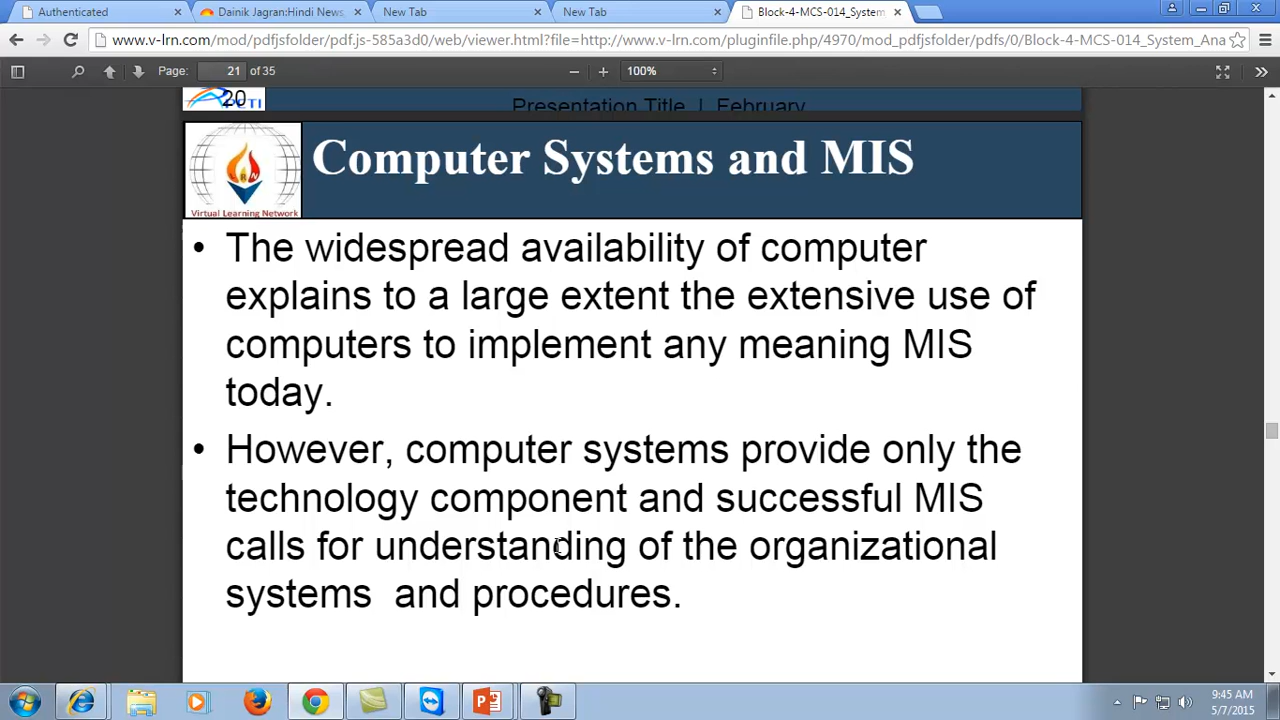 Authenticated
Dainik Jagran:Hindi News,
New Tab
New Tab
Block-4-MCS-014_System
www.v-lrn.com/mod/pdfjsfolder/pdf.js-585a3d0/web/viewer.html?file=http://www.v-lrn.com/pluginfile.php/4970/mod_pdfjsfolder/pdfs/0/Block-4-MCS-014_System_Ana
Page: 21 of 35
100%
20
Presentation Title | February
Virtual Learning Network
Computer Systems and MIS
• The widespread availability of computer
explains to a large extent the extensive use of
computers to implement any meaning MIS
today.
• However, computer systems provide only the
technology component and successful MIS
calls for understanding of the organizational
systems and procedures.
9:45 AM
5/7/2015